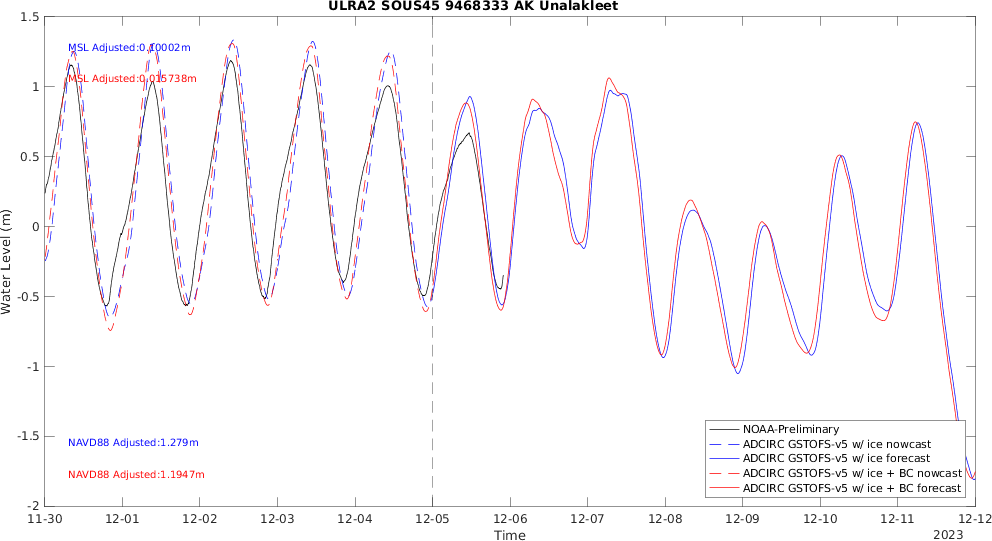 ULRA2 SOUS45 9468333 AK Unalakleet
1.5
1
0.5
0
-0.5
-1
-1.5
-2
Water Level (m)
MSL Adjusted:0.10002m
MSL Adjusted:0.015738m
NAVD88 Adjusted:1.279m
NAVD88 Adjusted:1.1947m
NOAA-Preliminary
ADCIRC GSTOFS-v5 w/ ice nowcast
ADCIRC GSTOFS-v5 w/ ice forecast
ADCIRC GSTOFS-v5 w/ ice + BC nowcast
ADCIRC GSTOFS-v5 w/ ice + BC forecast
11-30 12-01 12-02 12-03 12-04 12-05 12-06 12-07 12-08 12-09 12-10 12-11 12-12
Time
2023